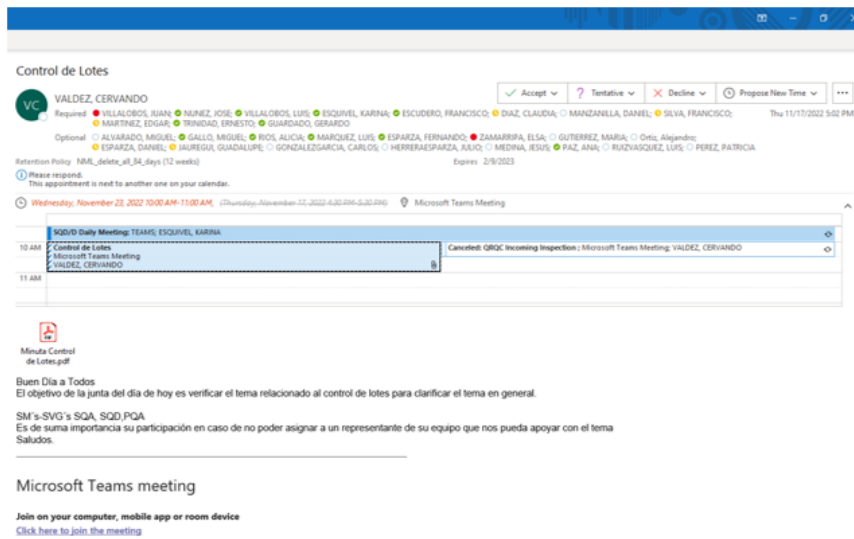 Control de Lotes
VC
VALDEZ, CERVANDO
Accept
Tentative
Decline
Propose New Time
Required VILLALOBOS, JUAN; NUNEZ, JOSE; VILLALOBOS, LUIS; ESQUIVEL, KARINA; ESCUDERO, FRANCISCO; DIAZ, CLAUDIA; MANZANILLA, DANIEL; SILVA, FRANCISCO;
MARTINEZ, EDGAR; TRINIDAD, ERNESTO; GUARDADO, GERARDO
Thu 11/17/2022 5:02 PM
Optional ALVARADO, MIGUEL; GALLO, MIGUEL; RIOS, ALICIA; MARQUEZ, LUIS; ESPARZA, FERNANDO; ZAMARRIPA, ELSA; GUTIERREZ, MARIA; Ortiz, Alejandro;
ESPARZA, DANIEL; JAUREGUI, GUADALUPE; GONZALEZGARCIA, CARLOS; HERRERAESPARZA, JULIO; MEDINA, JESUS; PAZ, ANA; RUIZVASQUEZ, LUIS; PEREZ, PATRICIA
Retention Policy NML_delete_all_84_days (12 weeks)
Expires 2/9/2023
Please respond.
This appointment is next to another one on your calendar.
Wednesday, November 23, 2022 10:00 AM-11:00 AM, (Thursday, November 17, 2022 4:30 PM-5:30 PM) Microsoft Teams Meeting
SQD/D Daily Meeting; TEAMS; ESQUIVEL, KARINA
10 AM
Control de Lotes
Microsoft Teams Meeting
VALDEZ, CERVANDO
Canceled: QRQC Incoming Inspection ; Microsoft Teams Meeting; VALDEZ, CERVANDO
11 AM
Minuta Control
de Lotes.pdf
Buen Día a Todos
El objetivo de la junta del día de hoy es verificar el tema relacionado al control de lotes para clarificar el tema en general.
SM´s-SVG´s SQA, SQD,PQA
Es de suma importancia su participación en caso de no poder asignar a un representante de su equipo que nos pueda apoyar con el tema
Saludos.
Microsoft Teams meeting
Join on your computer, mobile app or room device
Click here to join the meeting